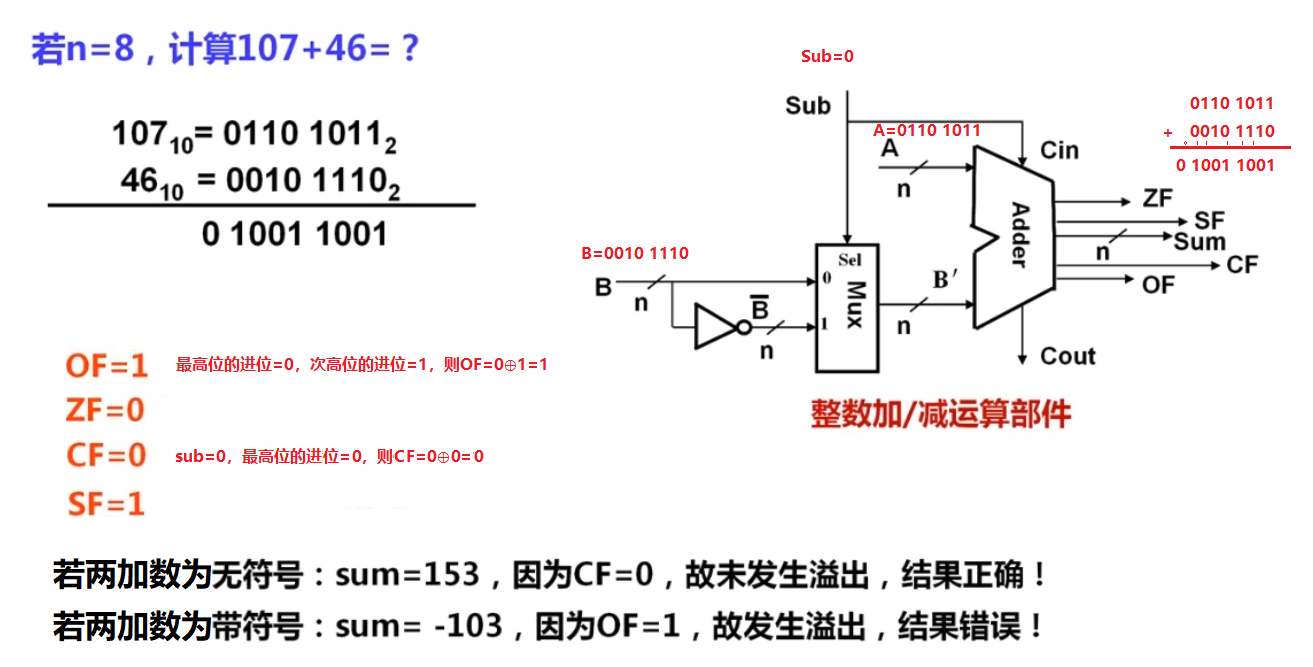 若n=8，计算107+46=？
107₁₀= 0110 1011₂
46₁₀ = 0010 1110₂
0 1001 1001
OF=1 最高位的进位=0，次高位的进位=1，则OF=0⊕1=1
ZF=0
CF=0 sub=0，最高位的进位=0，则CF=0⊕0=0
SF=1
Sub=0
Sub
A=0110 1011
A
n
Cin
0110 1011
+ 0010 1110
0 1001 1001
B=0010 1110
B
n
B̅
n
Sel
0
1
Mux
B′
n
Adder
ZF
SF
n
Sum
CF
OF
Cout
整数加/减运算部件
若两加数为无符号：sum=153，因为CF=0，故未发生溢出，结果正确！
若两加数为带符号：sum= -103，因为OF=1，故发生溢出，结果错误！